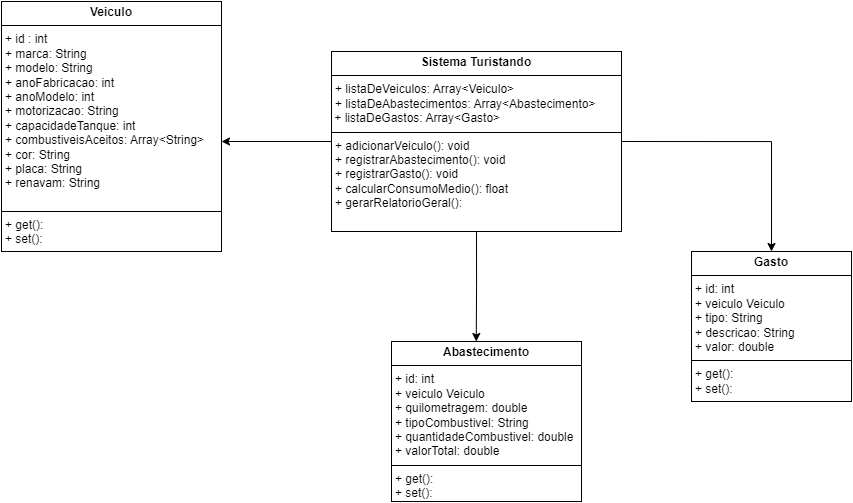 Veiculo
+ id : int
+ marca: String
+ modelo: String
+ anoFabricacao: int
+ anoModelo: int
+ motorizacao: String
+ capacidadeTanque: int
+ combustiveisAceitos: Array<String>
+ cor: String
+ placa: String
+ renavam: String
+ get():
+ set():
Sistema Turistando
+ listaDeVeiculos: Array<Veiculo>
+ listaDeAbastecimentos: Array<Abastecimento>
+ listaDeGastos: Array<Gasto>
+ adicionarVeiculo(): void
+ registrarAbastecimento(): void
+ registrarGasto(): void
+ calcularConsumoMedio(): float
+ gerarRelatorioGeral():
Gasto
+ id: int
+ veiculo Veiculo
+ tipo: String
+ descricao: String
+ valor: double
+ get():
+ set():
Abastecimento
+ id: int
+ veiculo Veiculo
+ quilometragem: double
+ tipoCombustivel: String
+ quantidadeCombustivel: double
+ valorTotal: double
+ get():
+ set():